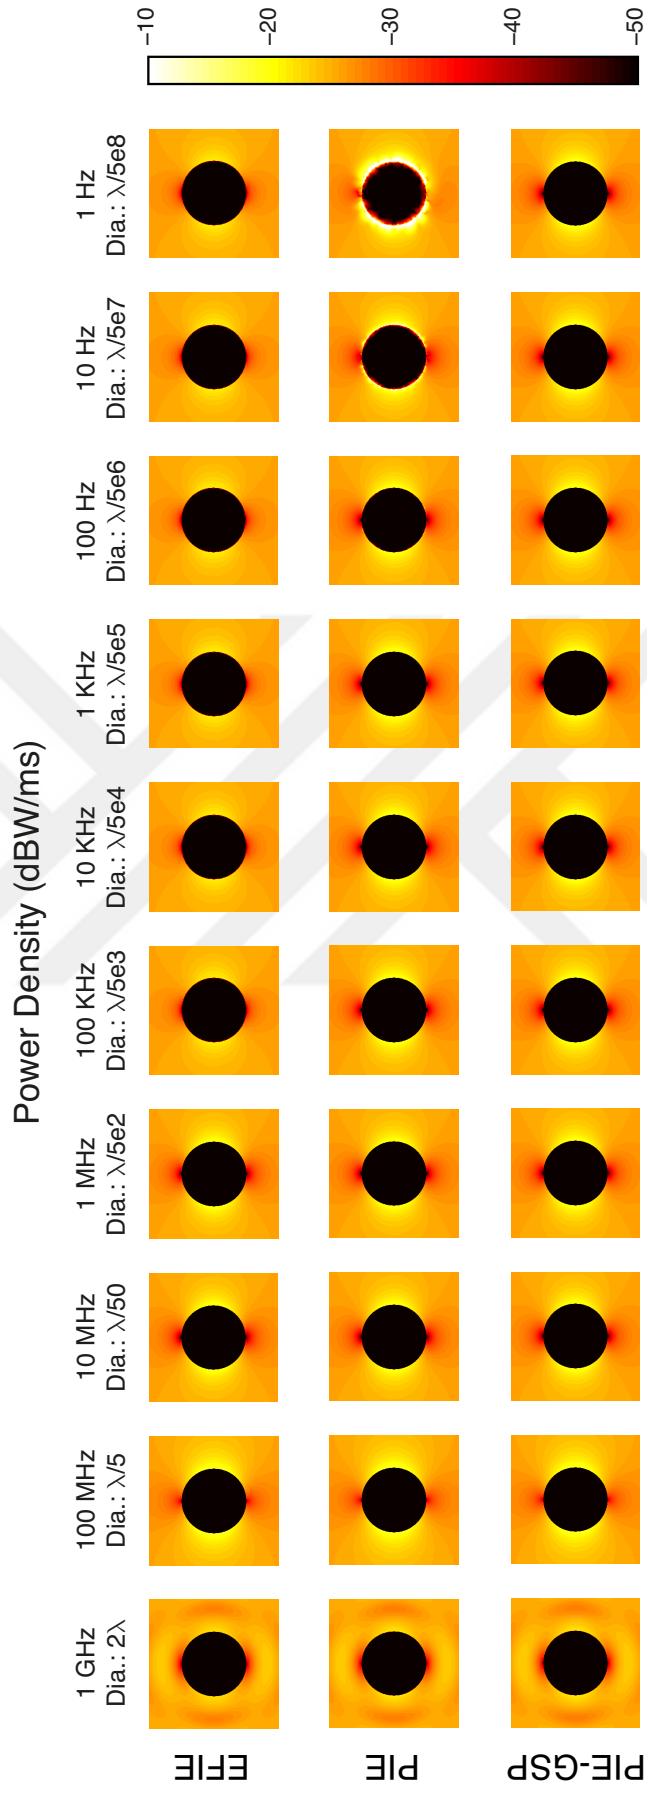 Power Density (dBW/ms)
1 GHz
Dia.: 2λ
100 MHz
Dia.: λ/5
10 MHz
Dia.: λ/50
1 MHz
Dia.: λ/5e2
100 KHz
Dia.: λ/5e3
10 KHz
Dia.: λ/5e4
1 KHz
Dia.: λ/5e5
100 Hz
Dia.: λ/5e6
10 Hz
Dia.: λ/5e7
1 Hz
Dia.: λ/5e8
EFIE
PIE
PIE-GSP
−10
−20
−30
−40
−50